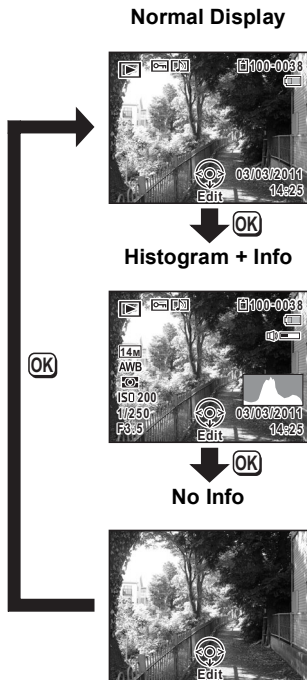 Normal Display
100-0038
Edit
03/03/2011
14:25
OK
Histogram + Info
100-0038
14M
AWB
ISO 200
1/250
F3.5
Edit
03/03/2011
14:25
OK
OK
No Info
Edit